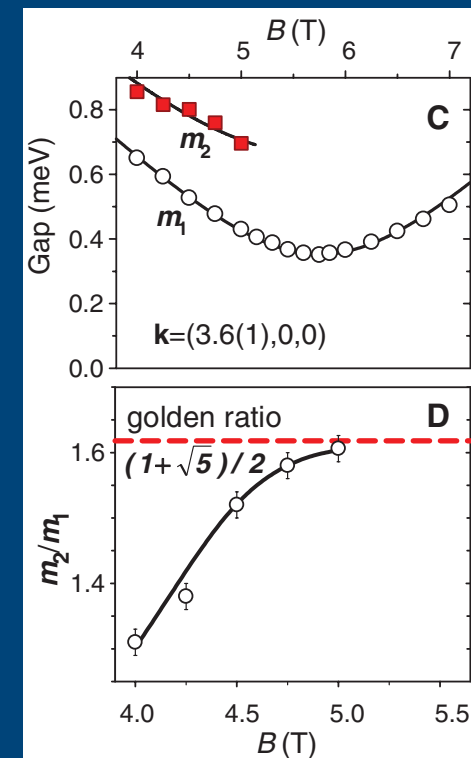 B (T)
4 5 6 7
C
0.8
m2
0.6
m1
Gap (meV)
0.4
0.2
k=(3.6(1),0,0)
0.0
golden ratio D
1.6
(1+√5)/2
m2/m1
1.4
4.0 4.5 5.0 5.5
B (T)